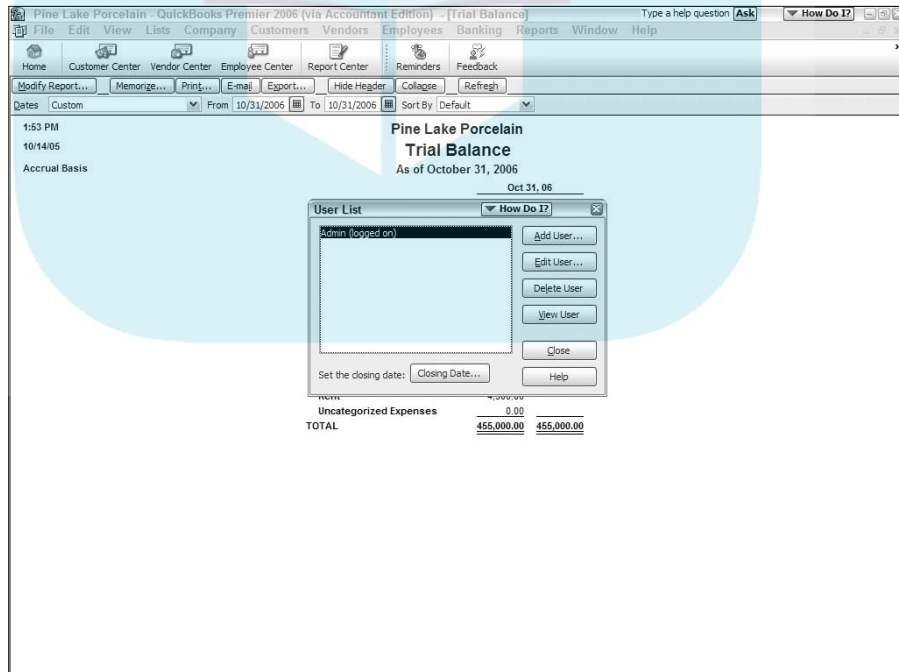 Pine Lake Porcelain - QuickBooks Premier 2006 (via Accountant Edition) - [Trial Balance] Type a help question Ask How Do I?
File Edit View Lists Company Customers Vendors Employees Banking Reports Window Help
Home Customer Center Vendor Center Employee Center Report Center Reminders Feedback
Modify Report... Memorize... Print... E-mail Export... Hide Header Collapse Refresh
Dates Custom From 10/31/2006 To 10/31/2006 Sort By Default
1:53 PM Pine Lake Porcelain
10/14/05 Trial Balance
Accrual Basis As of October 31, 2006
Oct 31, 06
User List How Do I?
Admin (logged on) Add User...
Edit User...
Delete User
View User
Close
Set the closing date: Closing Date... Help
Rent 4,500.00
Uncategorized Expenses 0.00
TOTAL 455,000.00 455,000.00